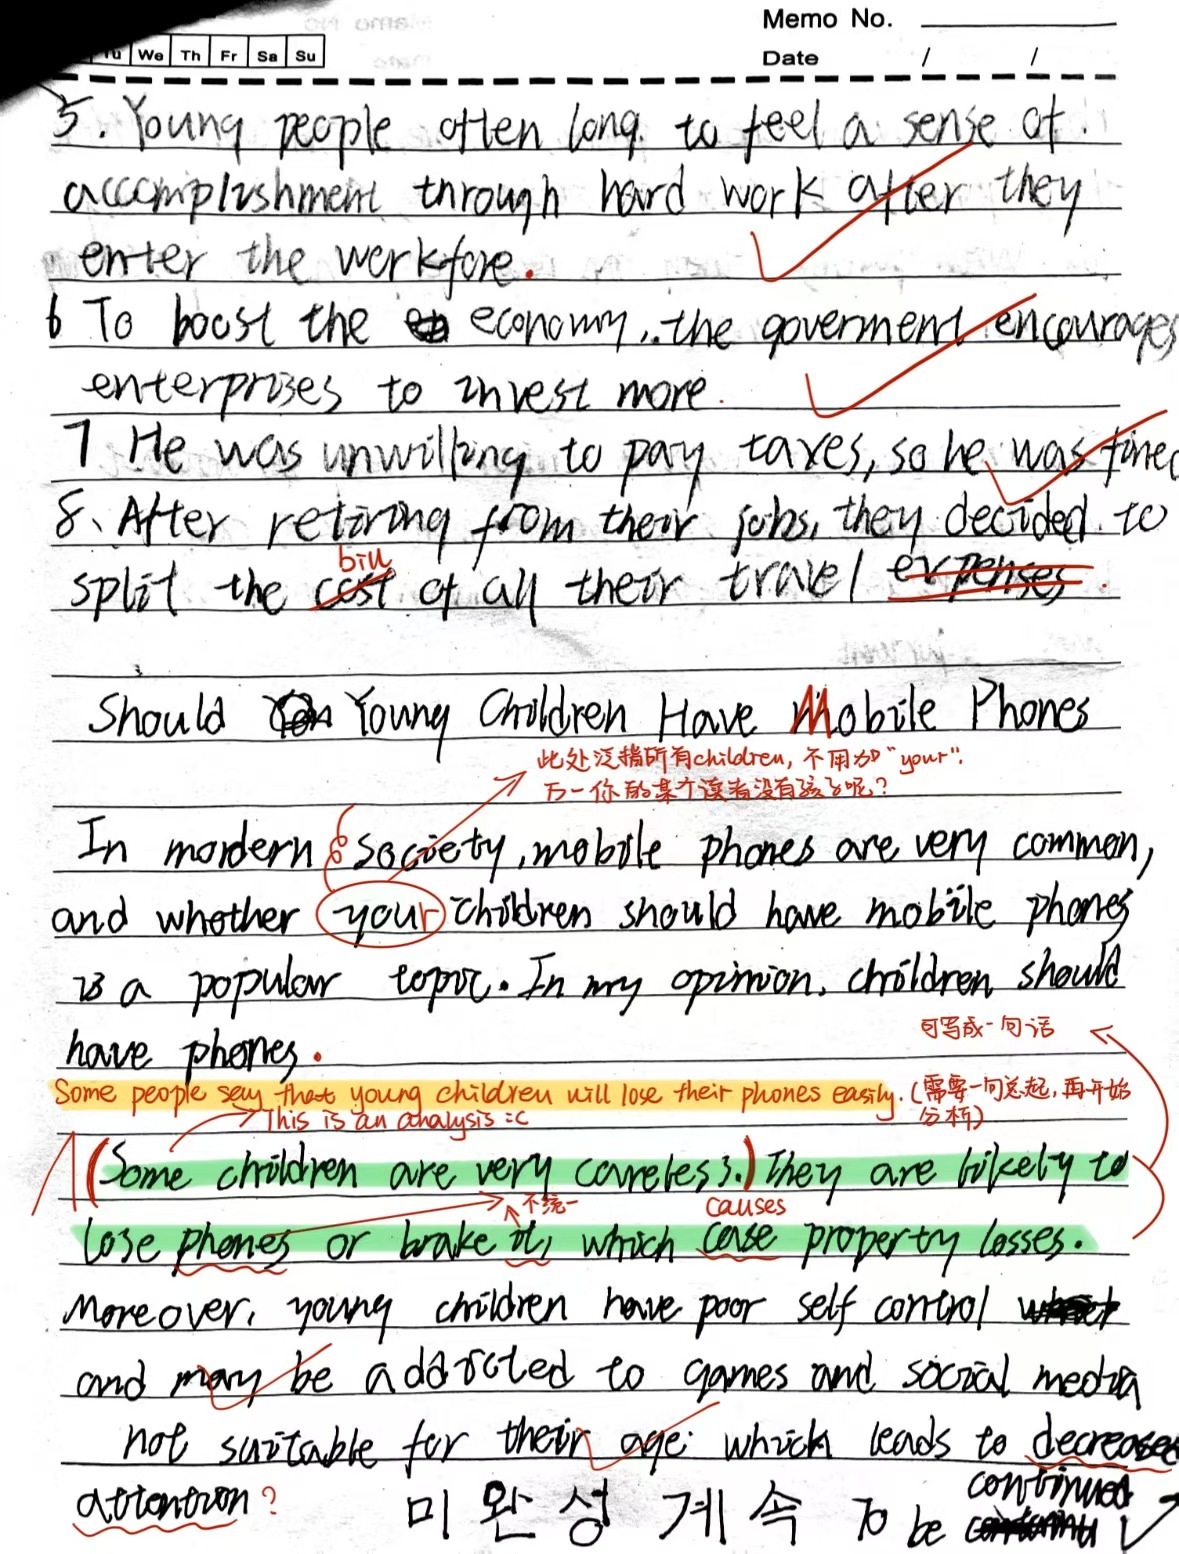 Memo No.
Tu We Th Fr Sa Su
Date / /
5. Young people often long to feel a sense of
acccomplishment through hard work after they
enter the workfore.
6 To boost the economy, the goverment encourages
enterprises to invest more.
7 He was unwilling to pay taxes, so he was fined
8、After retiring from their jobs, they decided to
bill
split the cost of all their travel expenses.
Should Young Children Have Mobile Phones
此处泛指所有children, 不用加"your".
万一你的某个读者没有孩子呢?
In mordern society, mobile phones are very common,
and whether your children should have mobile phones
is a popular topic. In my opinion, children should
可写成一句话
have phones.
Some people say that young children will lose their phones easily. (需要一句总起, 再开始
分析)
This is an analysis :c
(Some children are very careless.) They are likely to
不统一
causes
lose phones or brake it, which case property losses.
Moreover, young children have poor self control
and may be addicted to games and social media
not suitable for their age which leads to decreases
attention?
미완성 계속 To be continued